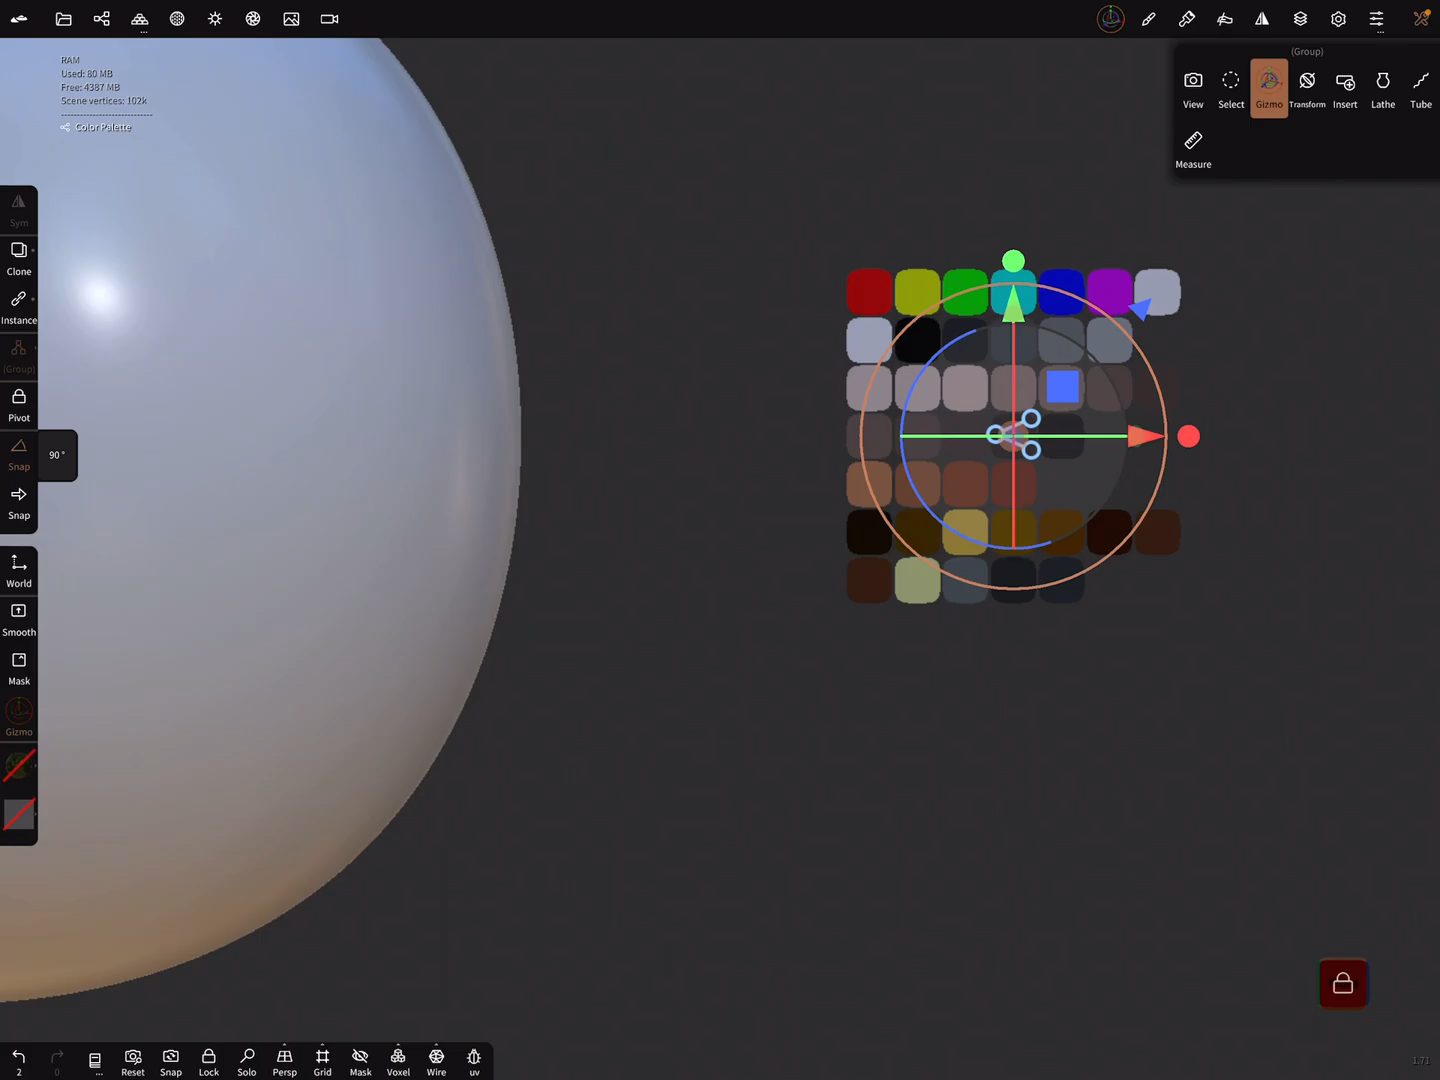 RAM
Used: 80 MB
Free: 4387 MB
Scene vertices: 102k
----------------------------
Color Palette
(Group)
View
Select
Gizmo
Transform
Insert
Lathe
Tube
Measure
Sym
Clone
Instance
(Group)
Pivot
Snap
90 °
Snap
World
Smooth
Mask
Gizmo
2
0
...
Reset
Snap
Lock
Solo
Persp
Grid
Mask
Voxel
Wire
uv
1.71